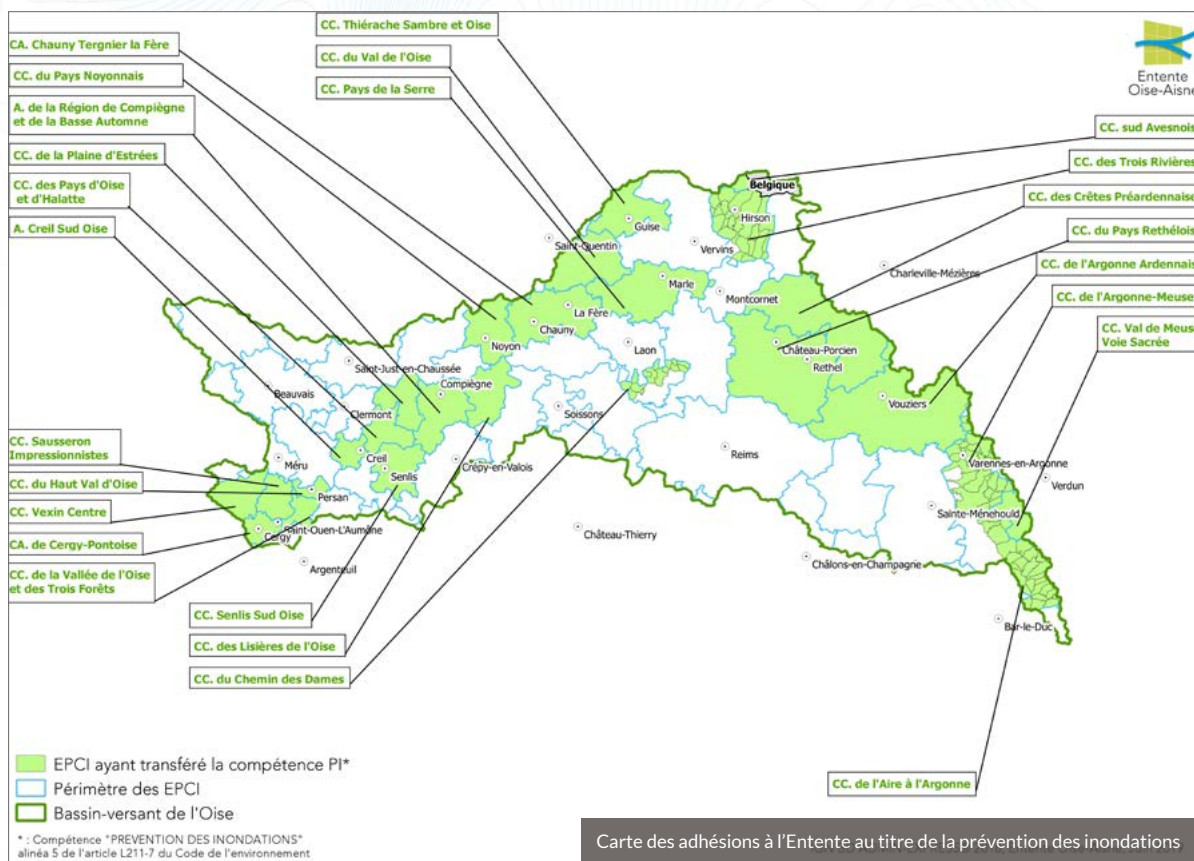 CC. Thiérache Sambre et Oise
CC. du Val de l'Oise
CC. Pays de la Serre
CA. Chauny Tergnier la Fère
CC. du Pays Noyonnais
A. de la Région de Compiègne
et de la Basse Automne
CC. de la Plaine d'Estrées
CC. des Pays d'Oise
et d'Halatte
A. Creil Sud Oise
Entente
Oise-Aisne
CC. sud Avesnois
CC. des Trois Rivières
CC. des Crêtes Préardennaise
CC. du Pays Rethélois
CC. de l'Argonne Ardennais
CC. de l'Argonne-Meuse
CC. Val de Meus
Voie Sacrée
Belgique
Hirson
Guise
Saint-Quentin
Vervins
Charleville-Mézières
Marle
Montcornet
La Fère
Chauny
Noyon
Laon
Château-Porcien
Rethel
Saint-Just-en-Chaussée
Compiègne
Beauvais
Clermont
Soissons
Vouziers
Creil
Senlis
Crépy-en-Valois
Reims
Méru
Persan
Varennes-en-Argonne
Verdun
Sainte-Ménehould
Saint-Ouen-L'Aumône
Cergy
Argenteuil
Château-Thierry
Châlons-en-Champagne
Bar-le-Duc
CC. Sausseron
Impressionnistes
CC. du Haut Val d'Oise
CC. Vexin Centre
CA. de Cergy-Pontoise
CC. de la Vallée de l'Oise
et des Trois Forêts
CC. Senlis Sud Oise
CC. des Lisières de l'Oise
CC. du Chemin des Dames
CC. de l'Aire à l'Argonne
EPCI ayant transféré la compétence PI*
Périmètre des EPCI
Bassin-versant de l'Oise
* : Compétence "PREVENTION DES INONDATIONS"
alinéa 5 de l'article L211-7 du Code de l'environnement
Carte des adhésions à l'Entente au titre de la prévention des inondations